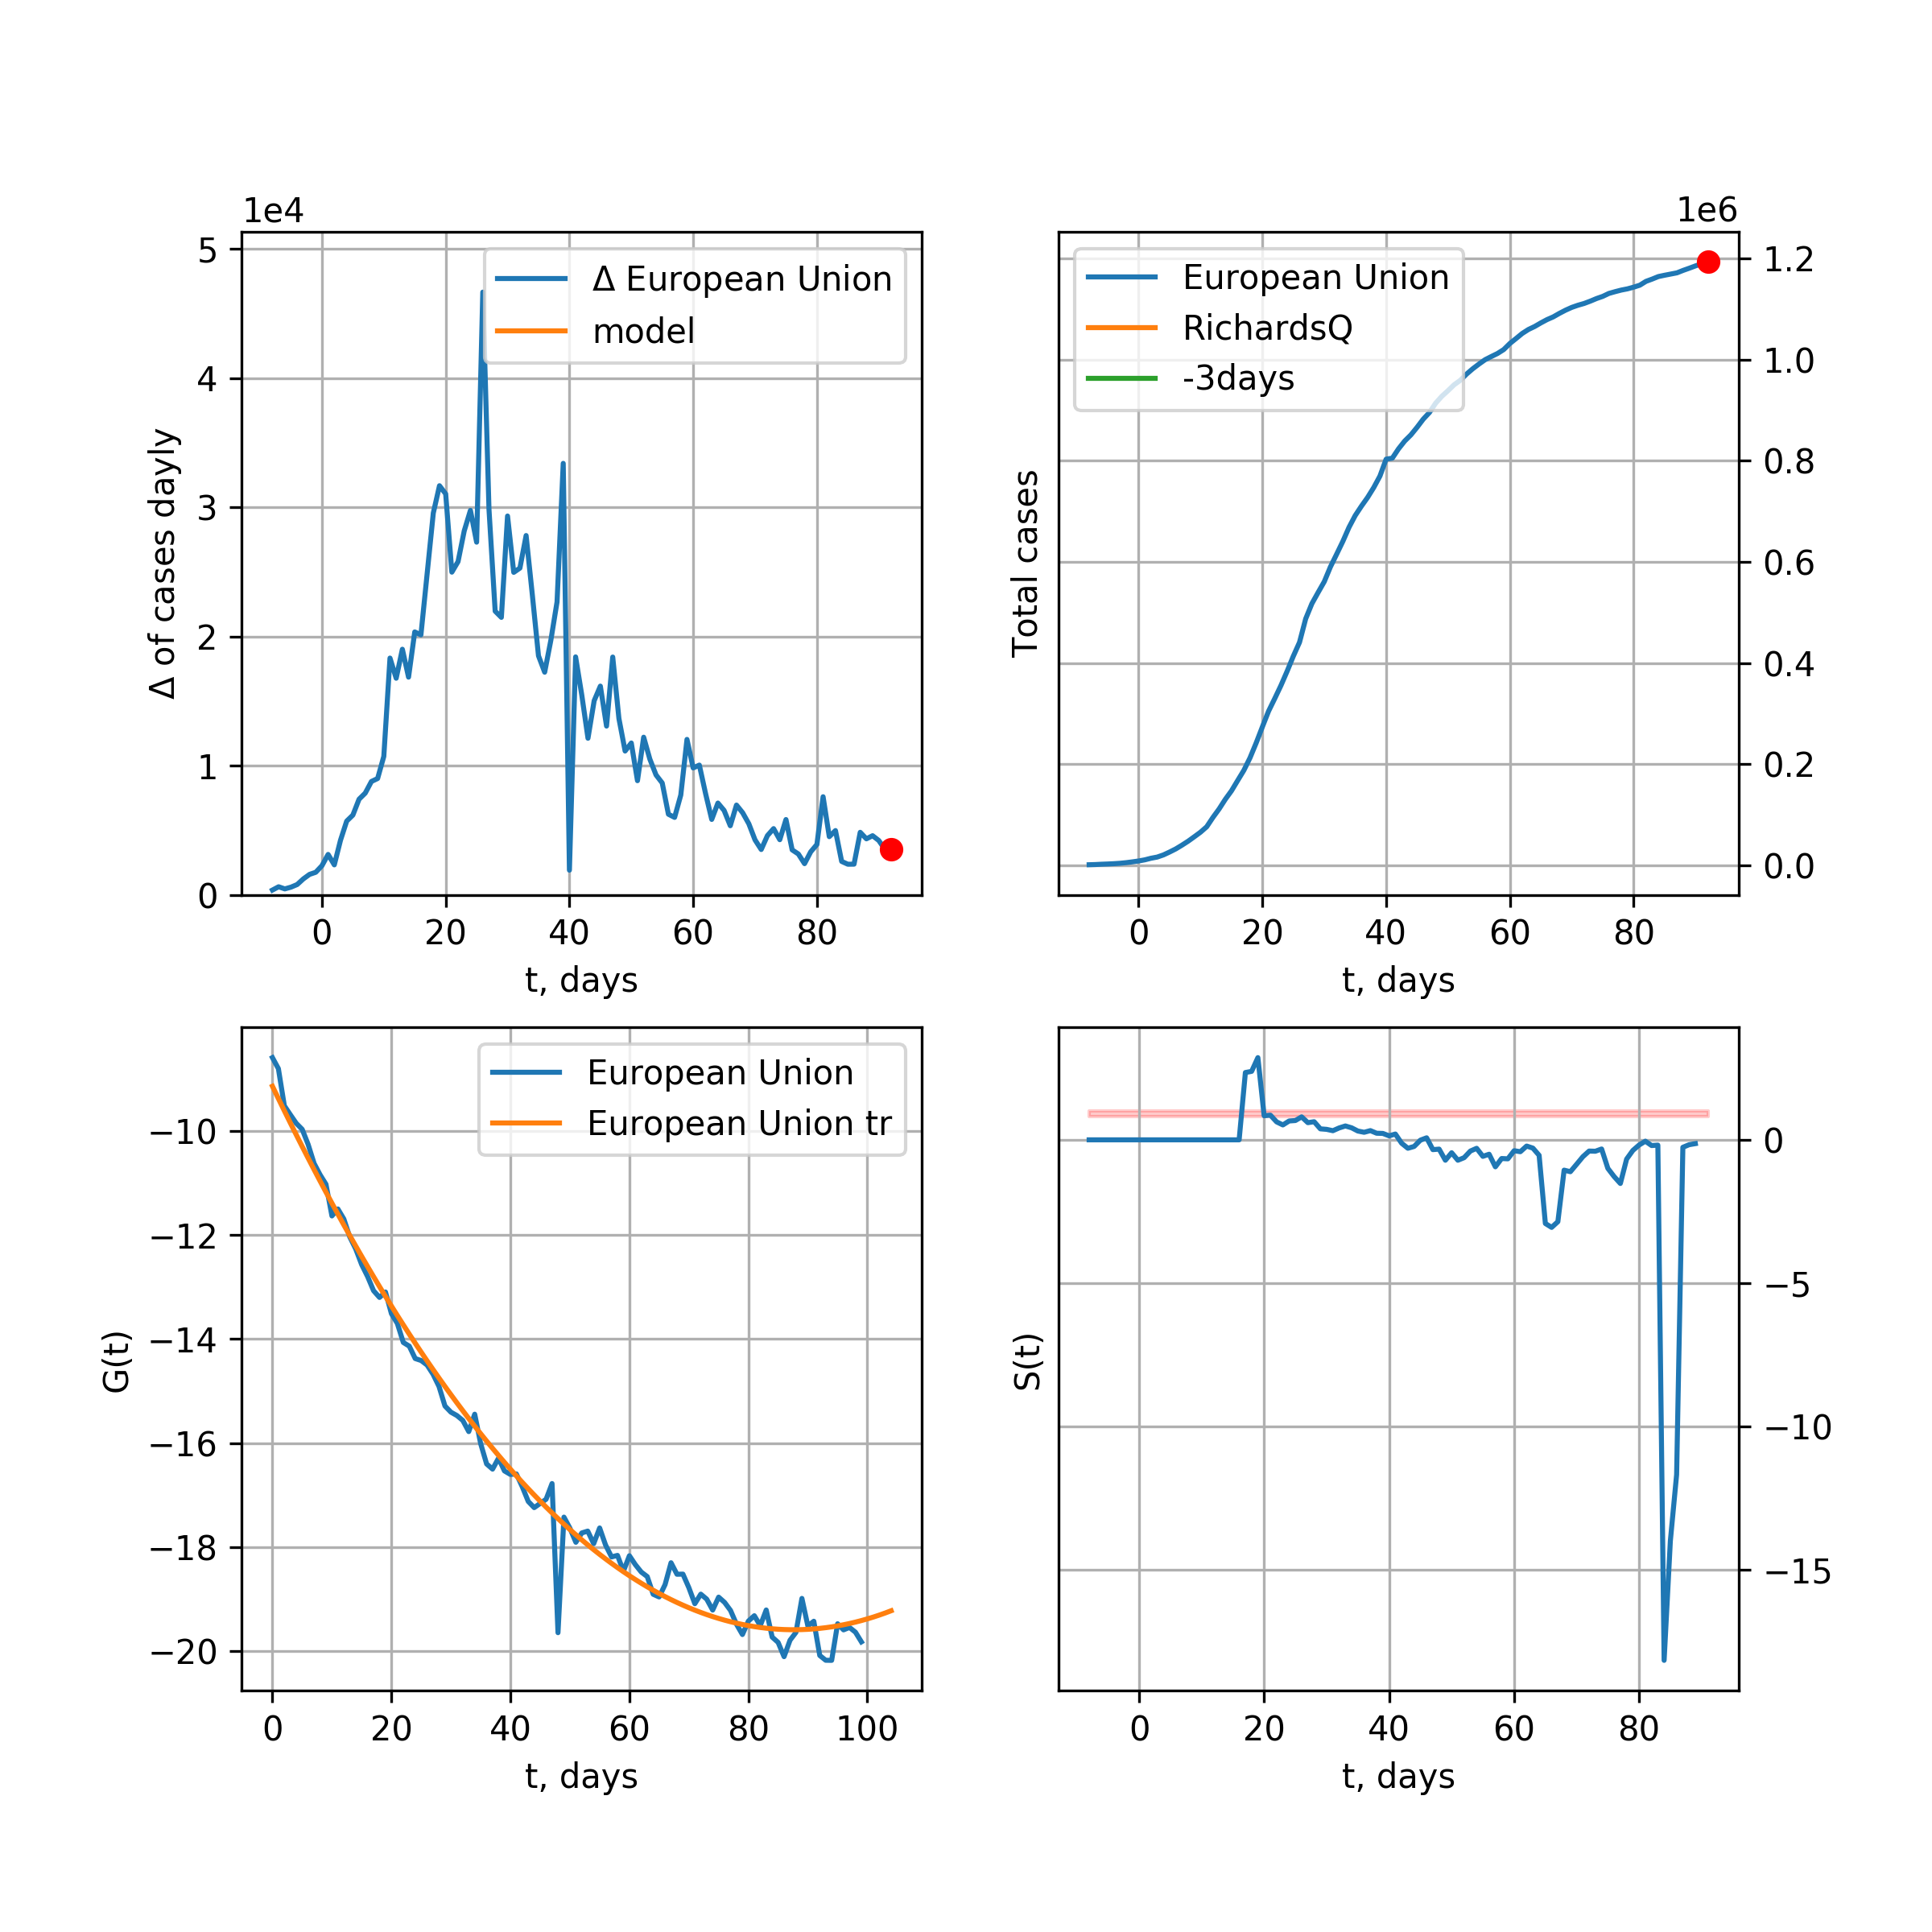 1e4
5
4
3
2
1
0
Δ of cases dayly
Δ European Union
model
0 20 40 60 80
t, days
1e6
European Union
RichardsQ
-3days
Total cases
1.2
1.0
0.8
0.6
0.4
0.2
0.0
0 20 40 60 80
t, days
European Union
European Union tr
G(t)
−10
−12
−14
−16
−18
−20
0 20 40 60 80 100
t, days
S(t)
0
−5
−10
−15
0 20 40 60 80
t, days